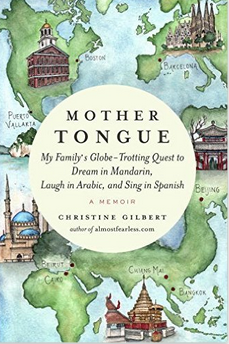 BOSTON
BARCELONA
PUERTO
VALLARTA
MOTHER
TONGUE
My Family's Globe-Trotting Quest to
Dream in Mandarin,
Laugh in Arabic, and Sing in Spanish
A MEMOIR
BEIJING
CHRISTINE GILBERT
author of almostfearless.com
BEIRUT
CAIRO
CHIANG MAI
BANGKOK